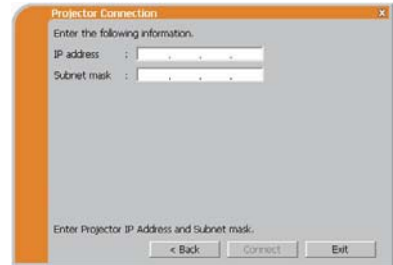 Projector Connection x
Enter the following information.
IP address : . . .
Subnet mask : . . .
Enter Projector IP Address and Subnet mask.
< Back Connect Exit